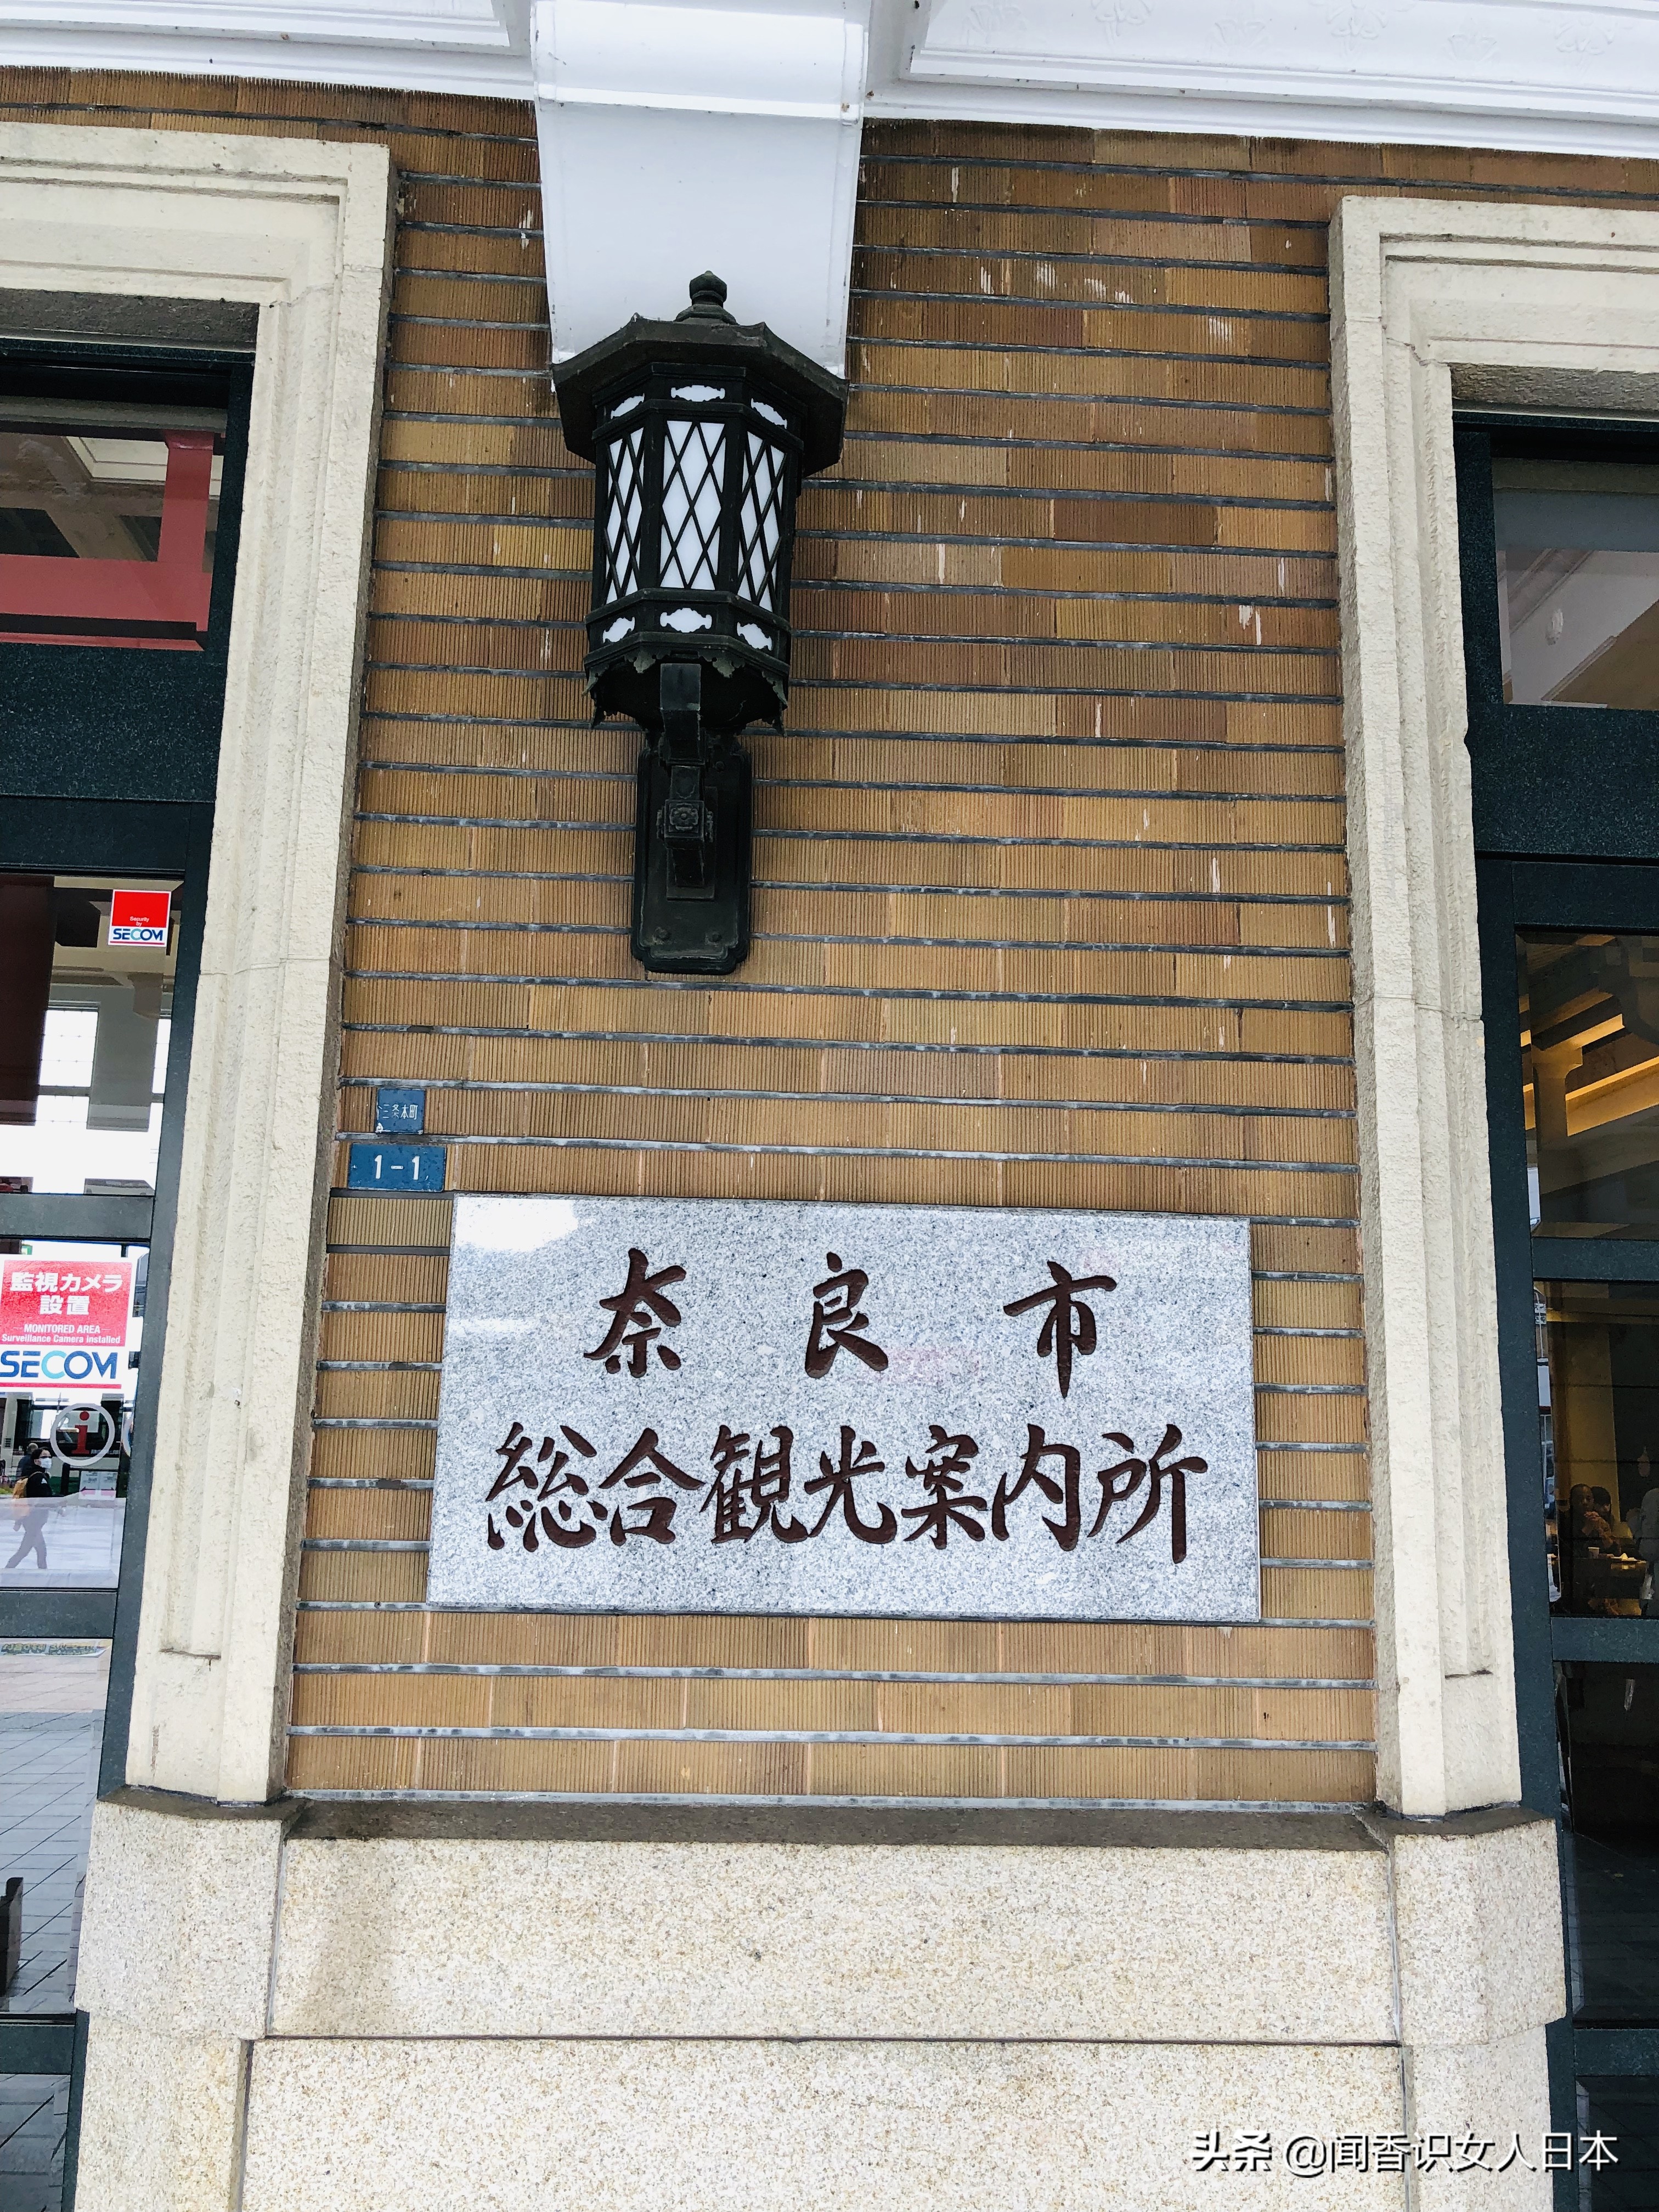 Security
by
SECOM
三条本町
1-1
奈良市
総合観光案内所
監視カメラ
設置
MONITORED AREA
Surveillance Camera installed
SECOM
i
头条 @闻香识女人日本